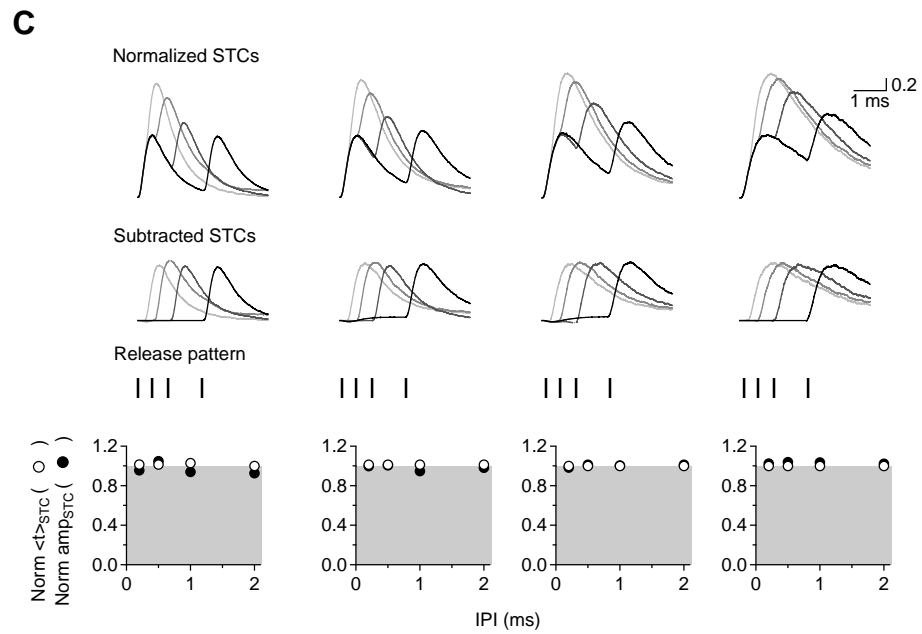 C
Normalized STCs
0.2
1 ms
Subtracted STCs
Release pattern
Norm <t>STC ( ○ )
Norm ampSTC ( ● )
1.2
0.8
0.4
0.0
0 1 2
1.2
0.8
0.4
0.0
0 1 2
1.2
0.8
0.4
0.0
0 1 2
1.2
0.8
0.4
0.0
0 1 2
IPI (ms)